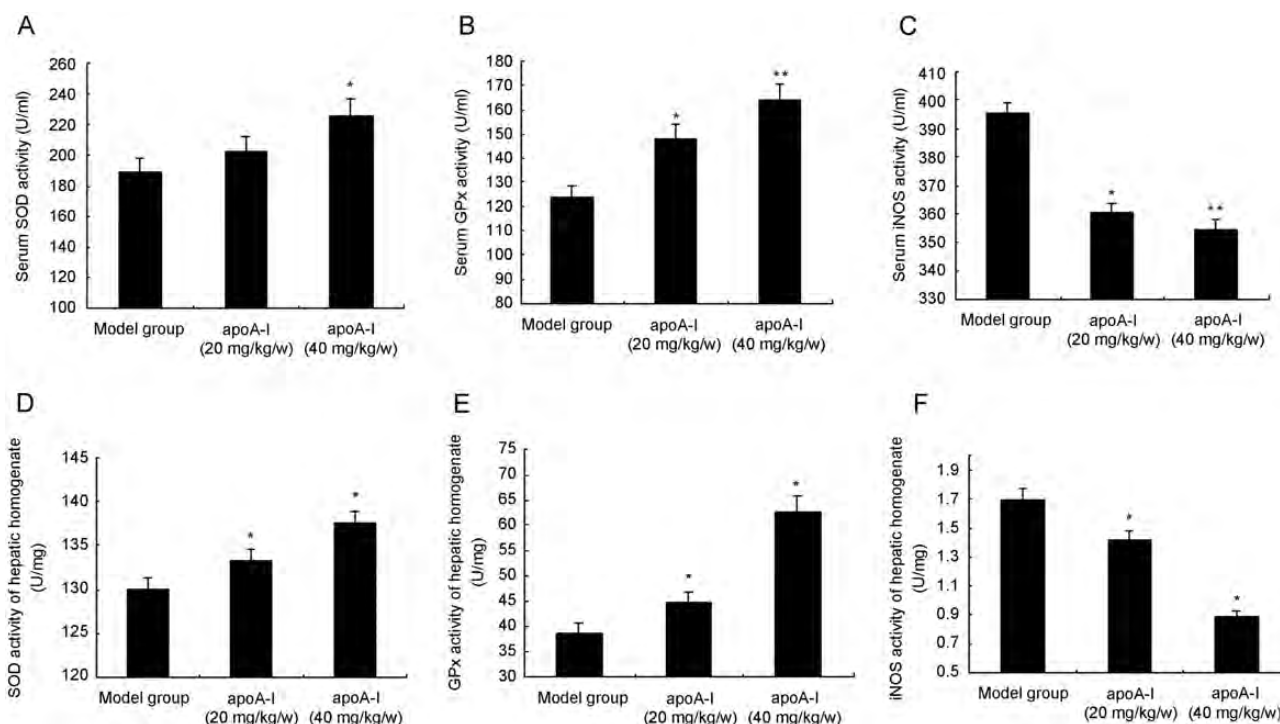 A
Serum SOD activity (U/ml)
260
240
220
200
180
160
140
120
100
*
Model group
apoA-I
(20 mg/kg/w)
apoA-I
(40 mg/kg/w)
B
Serum GPx activity (U/ml)
180
170
160
150
140
130
120
110
100
90
80
*
**
Model group
apoA-I
(20 mg/kg/w)
apoA-I
(40 mg/kg/w)
C
Serum iNOS activity (U/ml)
410
400
390
380
370
360
350
340
330
*
**
Model group
apoA-I
(20 mg/kg/w)
apoA-I
(40 mg/kg/w)
D
SOD activity of hepatic homogenate
(U/mg)
145
140
135
130
125
120
*
*
Model group
apoA-I
(20 mg/kg/w)
apoA-I
(40 mg/kg/w)
E
GPx activity of hepatic homogenate
(U/mg)
75
70
65
60
55
50
45
40
35
30
*
*
Model group
apoA-I
(20 mg/kg/w)
apoA-I
(40 mg/kg/w)
F
iNOS activity of hepatic homogenate
(U/mg)
1.9
1.7
1.5
1.3
1.1
0.9
0.7
0.5
*
*
Model group
apoA-I
(20 mg/kg/w)
apoA-I
(40 mg/kg/w)